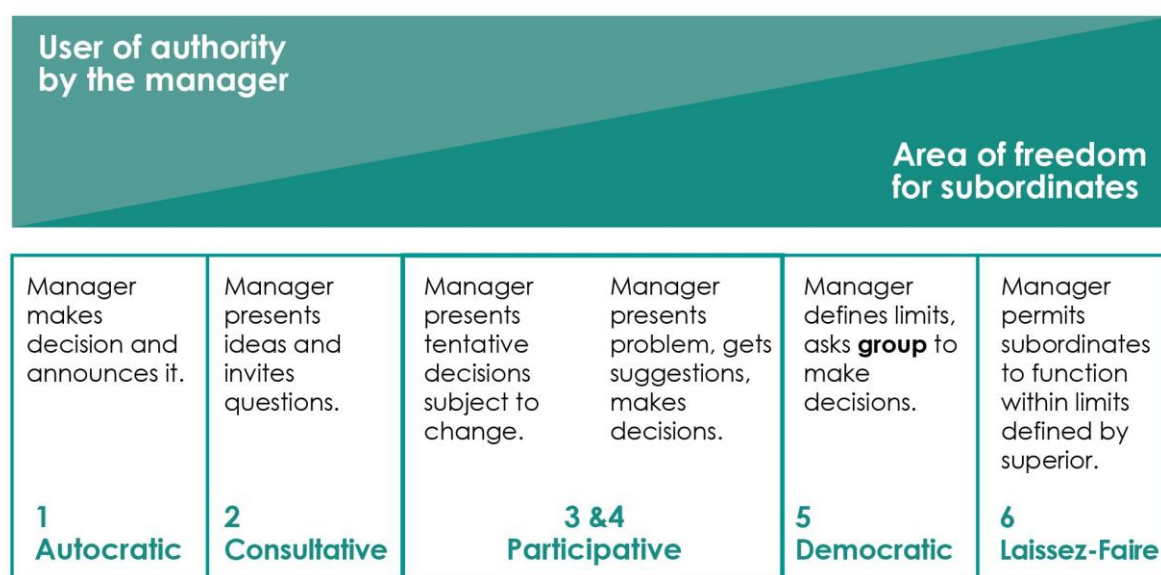 User of authority
by the manager
Area of freedom
for subordinates
Manager
makes
decision and
announces it.
1
Autocratic
Manager
presents
ideas and
invites
questions.
2
Consultative
Manager
presents
tentative
decisions
subject to
change.
Manager
presents
problem, gets
suggestions,
makes
decisions.
3 &4
Participative
Manager
defines limits,
asks group to
make
decisions.
5
Democratic
Manager
permits
subordinates
to function
within limits
defined by
superior.
6
Laissez-Faire